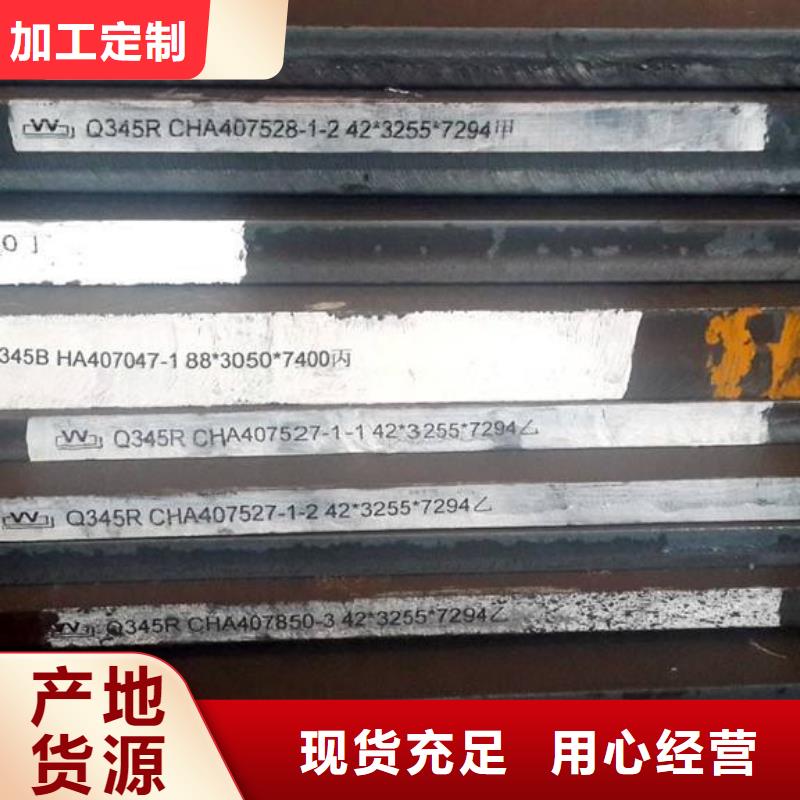 加工定制
Q345R CHA407528-1-2 42*3255*7294甲
345B HA407047-1 88*3050*7400丙
Q345R CHA407527-1-1 42*3255*7294乙
Q345R CHA407527-1-2 42*3255*7294乙
Q345R CHA407850-3 42*3255*7294乙
产地
货源
现货充足 用心经营